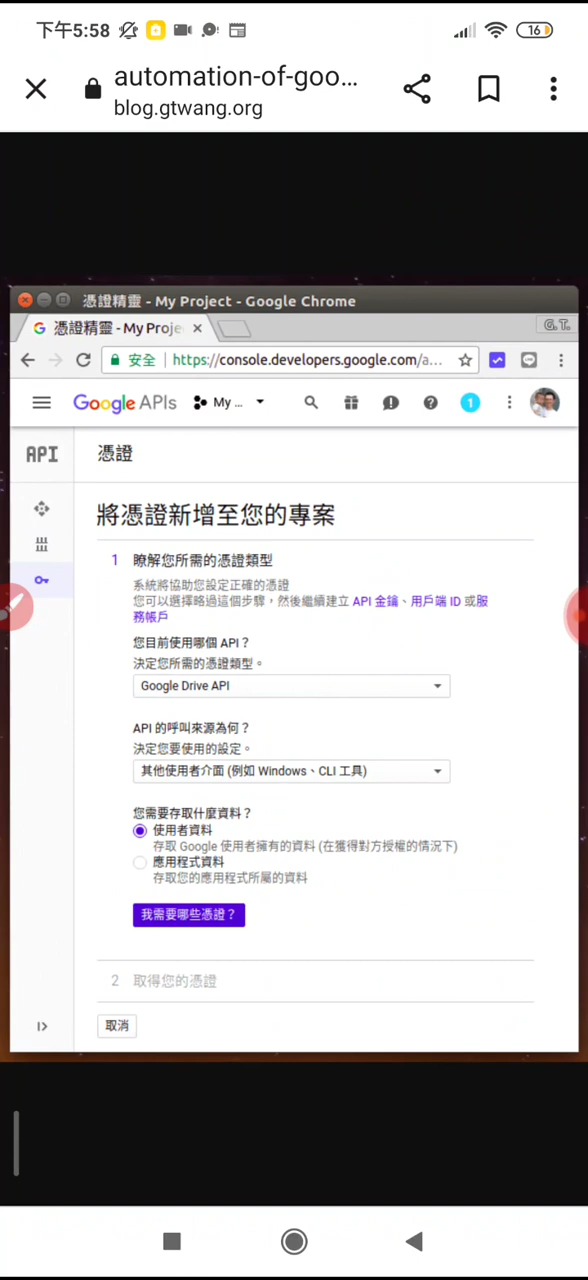 下午5:58
16
automation-of-goo...
blog.gtwang.org
憑證精靈 - My Project - Google Chrome
憑證精靈 - My Proje
G.T.
安全
https://console.developers.google.com/a...
Google APIs
My ...
1
API
憑證
將憑證新增至您的專案
1 瞭解您所需的憑證類型
系統將協助您設定正確的憑證
您可以選擇略過這個步驟，然後繼續建立 API 金鑰、用戶端 ID 或服
務帳戶
您目前使用哪個 API？
決定您所需的憑證類型。
Google Drive API
API 的呼叫來源為何？
決定您要使用的設定。
其他使用者介面 (例如 Windows、CLI 工具)
您需要存取什麼資料？
使用者資料
存取 Google 使用者擁有的資料 (在獲得對方授權的情況下)
應用程式資料
存取您的應用程式所屬的資料
我需要哪些憑證？
2 取得您的憑證
取消